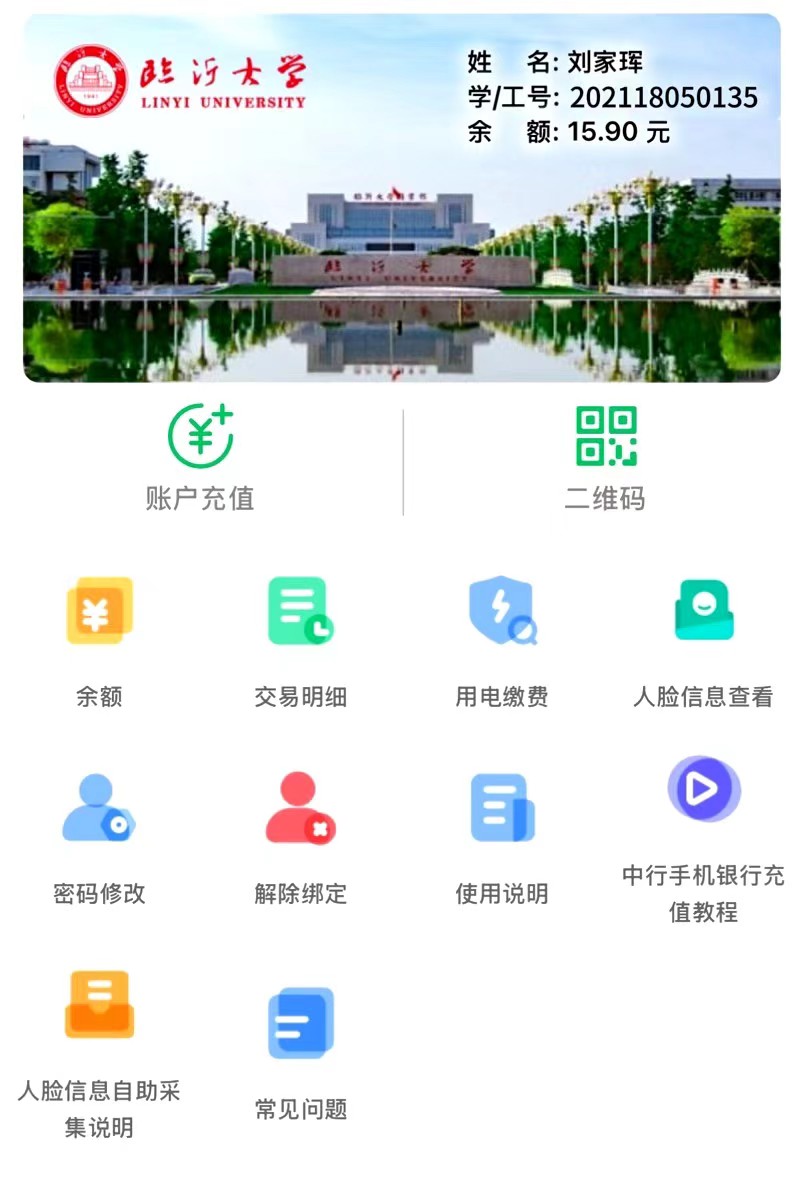 临沂大学
LINYI UNIVERSITY
姓 名: 刘家珲
学/工号: 202118050135
余 额: 15.90 元
临沂大学
账户充值
二维码
余额
交易明细
用电缴费
人脸信息查看
密码修改
解除绑定
使用说明
中行手机银行充
值教程
人脸信息自助采
集说明
常见问题